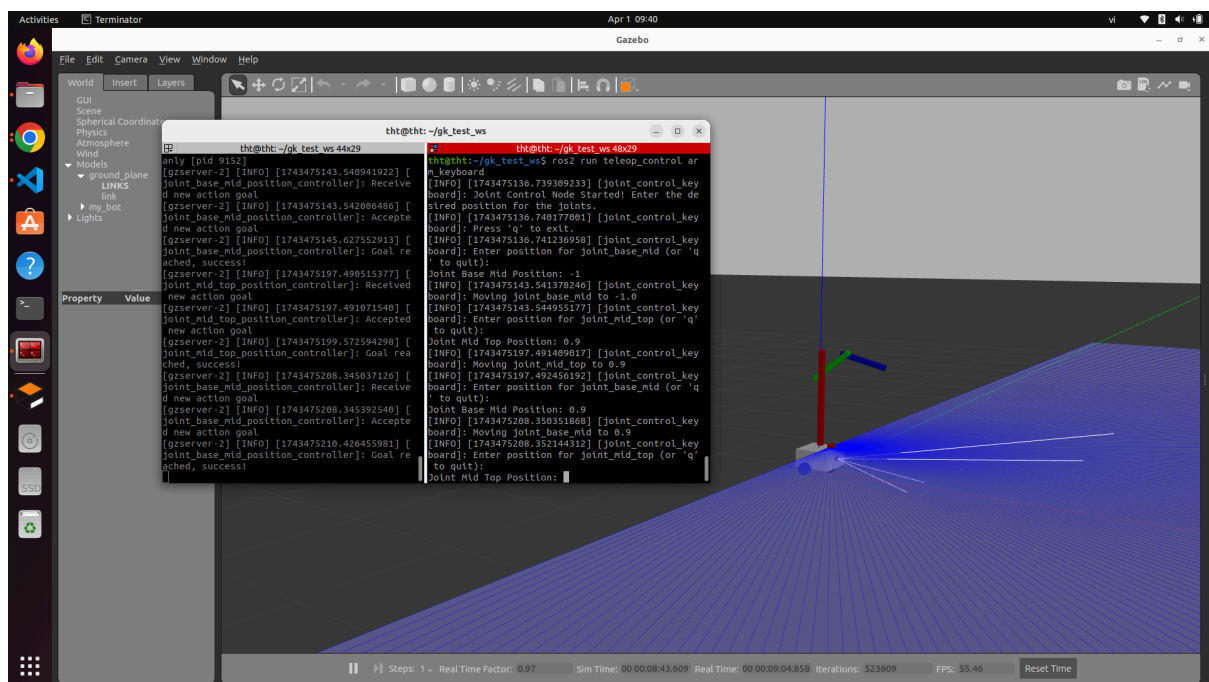 Activities Terminator Apr 1 09:40 vi
Gazebo
File Edit Camera View Window Help
World Insert Layers
GUI
Scene
Spherical Coordinat
Physics
Atmosphere
Wind
Models
ground_plane
LINKS
link
my_bot
Lights
Property Value
tht@tht: ~/gk_test_ws
tht@tht: ~/gk_test_ws 44x29
anly [pid 9152]
[gzserver-2] [INFO] [1743475143.540941922] [
joint_base_mid_position_controller]: Receive
d new action goal
[gzserver-2] [INFO] [1743475143.542006486] [
joint_base_mid_position_controller]: Accepte
d new action goal
[gzserver-2] [INFO] [1743475145.627552913] [
joint_base_mid_position_controller]: Goal re
ached, success!
[gzserver-2] [INFO] [1743475197.490515377] [
joint_mid_top_position_controller]: Received
 new action goal
[gzserver-2] [INFO] [1743475197.491071540] [
joint_mid_top_position_controller]: Accepted
 new action goal
[gzserver-2] [INFO] [1743475199.572594298] [
joint_mid_top_position_controller]: Goal rea
ched, success!
[gzserver-2] [INFO] [1743475208.345037126] [
joint_base_mid_position_controller]: Receive
d new action goal
[gzserver-2] [INFO] [1743475208.345392540] [
joint_base_mid_position_controller]: Accepte
d new action goal
[gzserver-2] [INFO] [1743475210.426455981] [
joint_base_mid_position_controller]: Goal re
ached, success!
tht@tht: ~/gk_test_ws 48x29
tht@tht:~/gk_test_ws$ ros2 run teleop_control ar
m_keyboard
[INFO] [1743475136.739309233] [joint_control_key
board]: Joint Control Node Started! Enter the de
sired position for the joints.
[INFO] [1743475136.740177001] [joint_control_key
board]: Press 'q' to exit.
[INFO] [1743475136.741236958] [joint_control_key
board]: Enter position for joint_base_mid (or 'q
' to quit):
Joint Base Mid Position: -1
[INFO] [1743475143.541378246] [joint_control_key
board]: Moving joint_base_mid to -1.0
[INFO] [1743475143.544955177] [joint_control_key
board]: Enter position for joint_mid_top (or 'q'
 to quit):
Joint Mid Top Position: 0.9
[INFO] [1743475197.491409017] [joint_control_key
board]: Moving joint_mid_top to 0.9
[INFO] [1743475197.492456192] [joint_control_key
board]: Enter position for joint_base_mid (or 'q
' to quit):
Joint Base Mid Position: 0.9
[INFO] [1743475208.350351868] [joint_control_key
board]: Moving joint_base_mid to 0.9
[INFO] [1743475208.352144312] [joint_control_key
board]: Enter position for joint_mid_top (or 'q'
 to quit):
Joint Mid Top Position:
SSD
Steps: 1 Real Time Factor: 0.97 Sim Time: 00 00:08:43.609 Real Time: 00 00:09:04.858 Iterations: 523609 FPS: 55.46 Reset Time